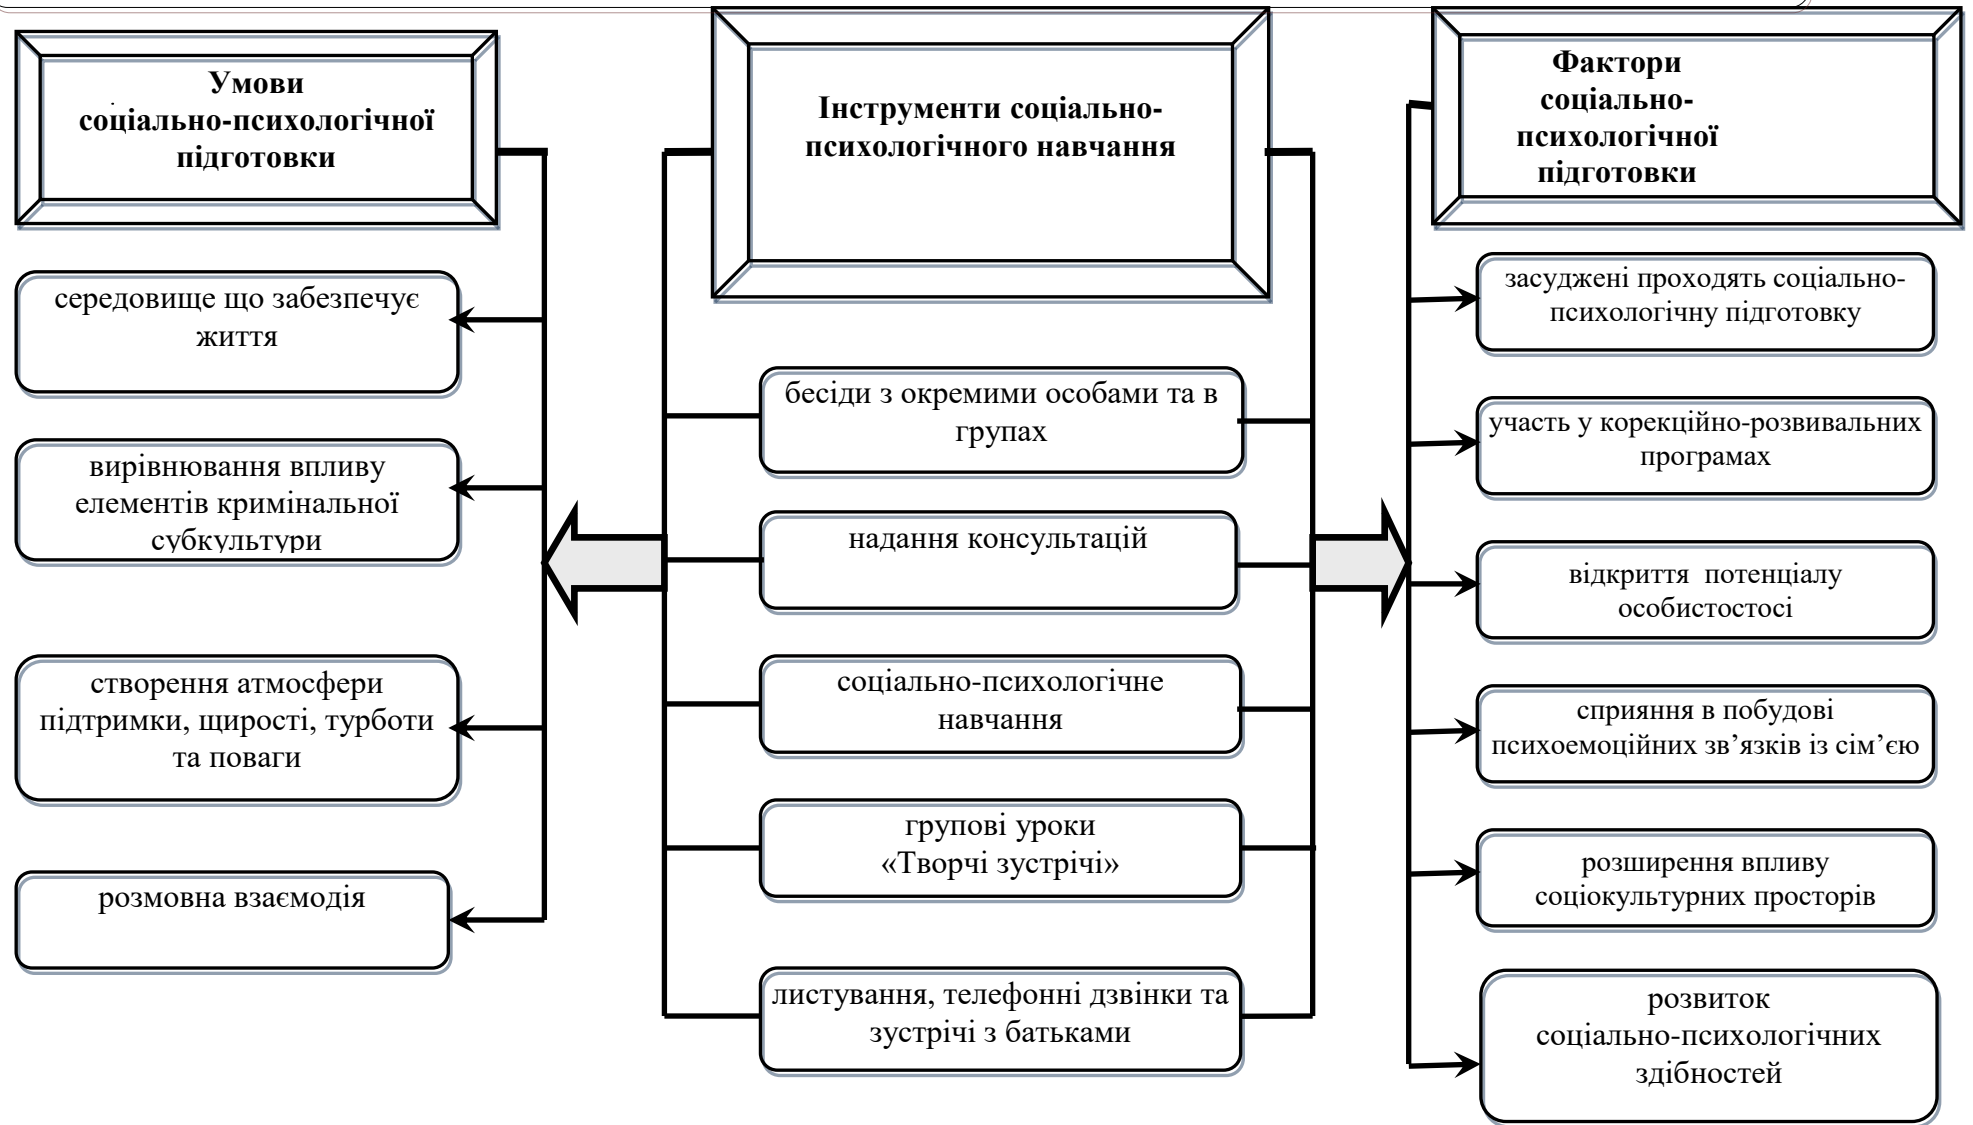 Умови
соціально-психологічної
підготовки
середовище що забезпечує
життя
вирівнювання впливу
елементів кримінальної
субкультури
створення атмосфери
підтримки, щирості, турботи
та поваги
розмовна взаємодія
Інструменти соціально-
психологічного навчання
бесіди з окремими особами та в
групах
надання консультацій
соціально-психологічне
навчання
групові уроки
«Творчі зустрічі»
листування, телефонні дзвінки та
зустрічі з батьками
Фактори
соціально-
психологічної
підготовки
засуджені проходять соціально-
психологічну підготовку
участь у корекційно-розвивальних
програмах
відкриття потенціалу
особистостосі
сприяння в побудові
психоемоційних зв’язків із сім’єю
розширення впливу
соціокультурних просторів
розвиток
соціально-психологічних
здібностей